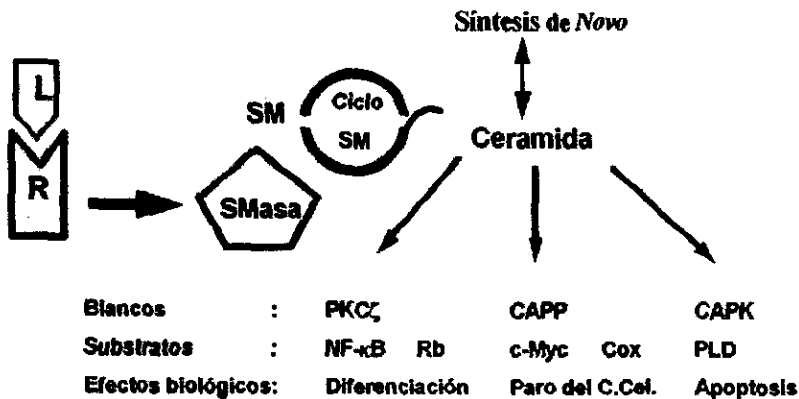 Síntesis de Novo
L
R
SM
Ciclo
SM
Ceramida
SMasa
Blancos : PKCζ CAPP CAPK
Substratos : NF-κB Rb c-Myc Cox PLD
Efectos biológicos: Diferenciación Paro del C.Cel. Apoptosis